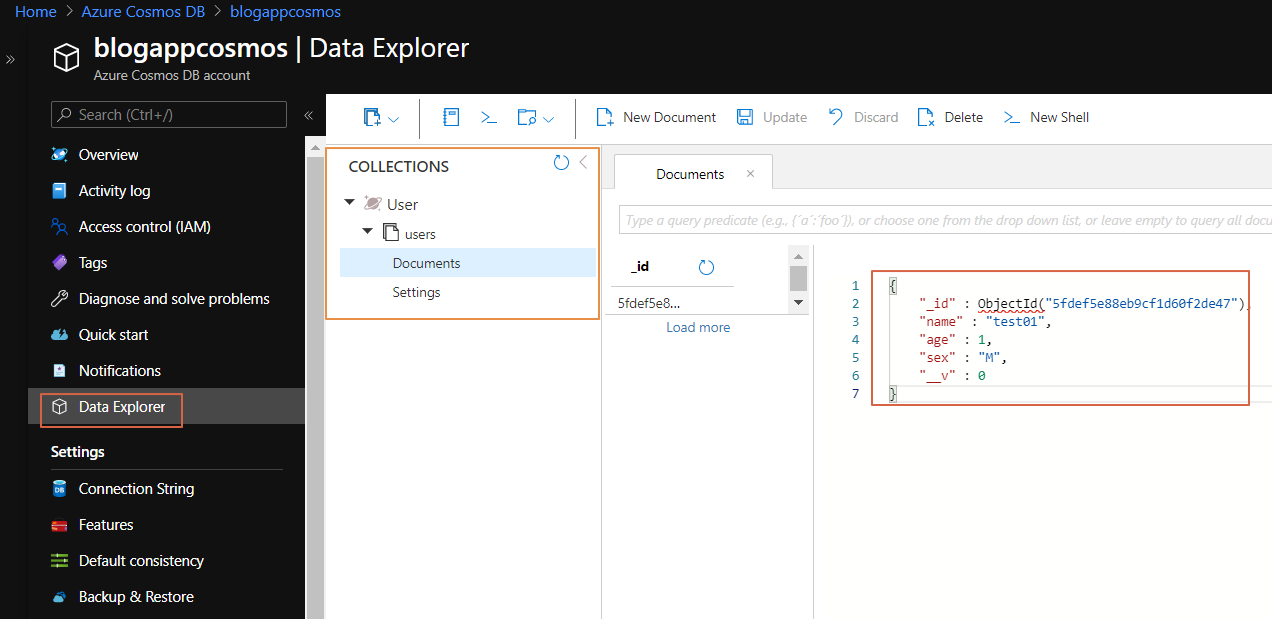 Home > Azure Cosmos DB > blogappcosmos
blogappcosmos | Data Explorer
Azure Cosmos DB account
Search (Ctrl+/)
Overview
Activity log
Access control (IAM)
Tags
Diagnose and solve problems
Quick start
Notifications
Data Explorer
Settings
Connection String
Features
Default consistency
Backup & Restore
New Document
Update
Discard
Delete
New Shell
COLLECTIONS
User
users
Documents
Settings
Documents
Type a query predicate (e.g., {´a´:´foo´}), or choose one from the drop down list, or leave empty to query all docu
_id
5fdef5e8...
Load more
1 {
2 "_id" : ObjectId("5fdef5e88eb9cf1d60f2de47"),
3 "name" : "test01",
4 "age" : 1,
5 "sex" : "M",
6 "__v" : 0
7 }